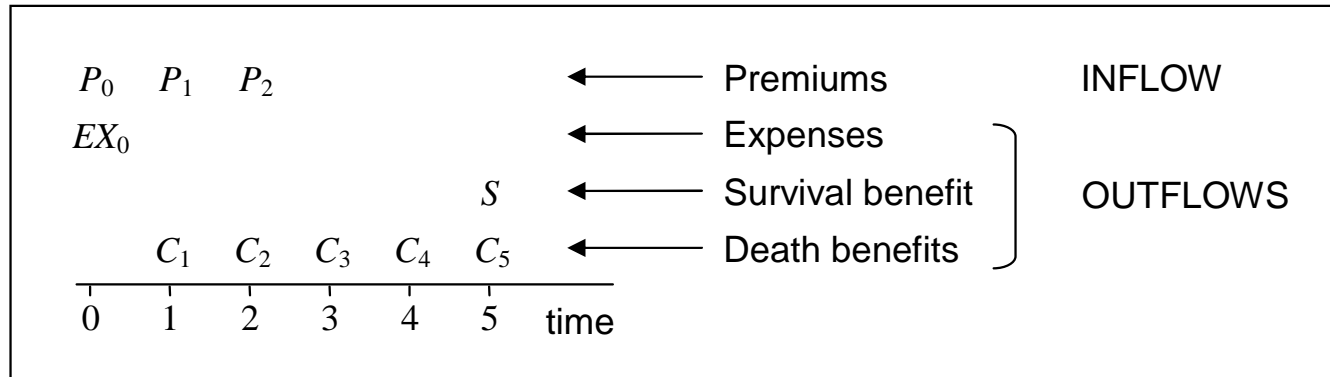 P₀ P₁ P₂ Premiums INFLOW
EX₀ Expenses
S Survival benefit OUTFLOWS
C₁ C₂ C₃ C₄ C₅ Death benefits
0 1 2 3 4 5 time